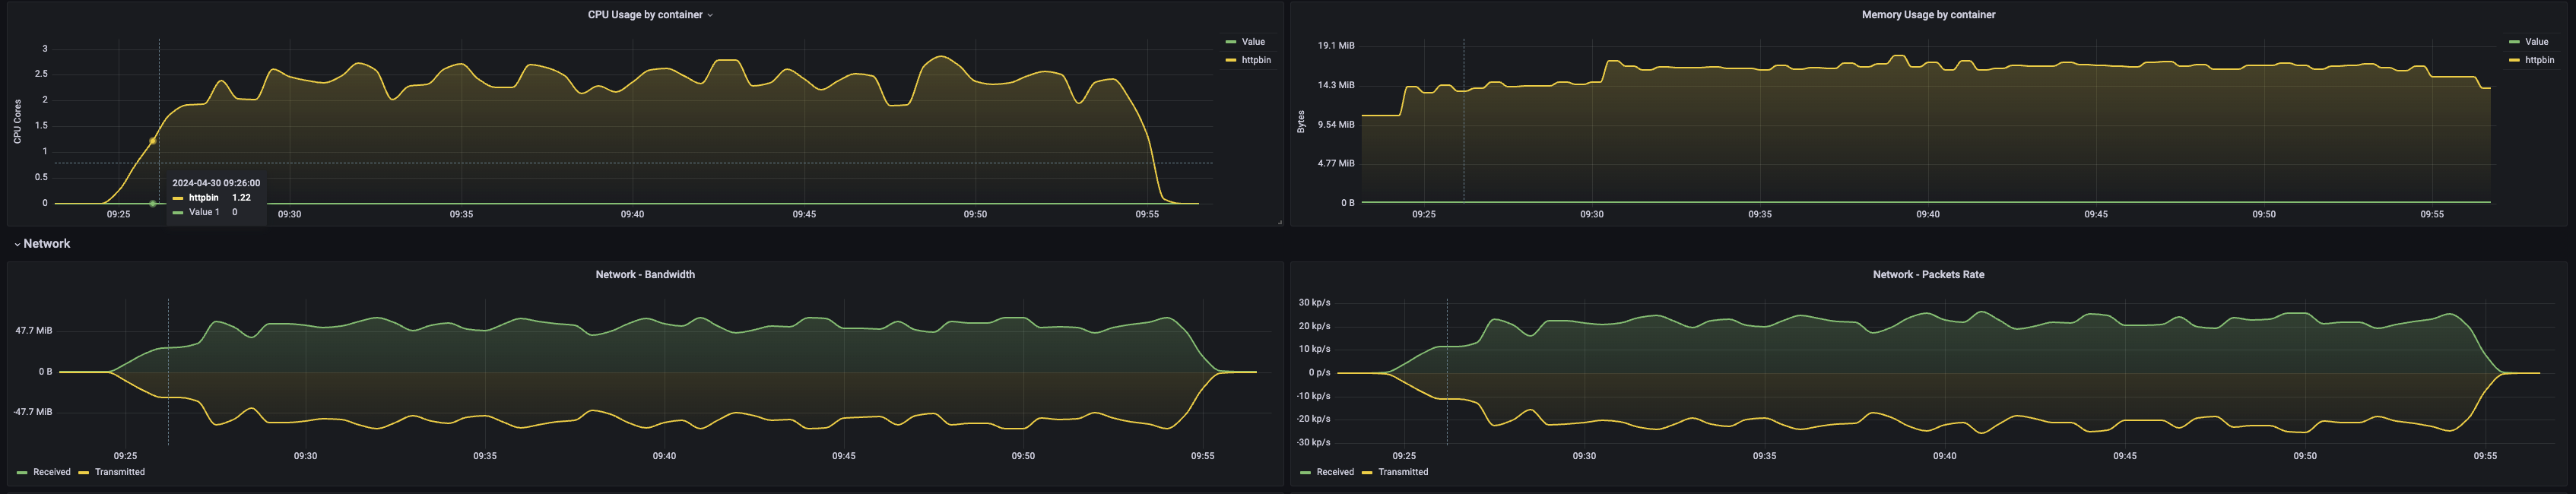 CPU Usage by container
CPU Cores
3
2.5
2
1.5
1
0.5
0
09:25
09:30
09:35
09:40
09:45
09:50
09:55
2024-04-30 09:26:00
httpbin 1.22
Value 1 0
Value
httpbin
Memory Usage by container
Bytes
19.1 MiB
14.3 MiB
9.54 MiB
4.77 MiB
0 B
09:25
09:30
09:35
09:40
09:45
09:50
09:55
Value
httpbin
Network
Network - Bandwidth
47.7 MiB
0 B
-47.7 MiB
09:25
09:30
09:35
09:40
09:45
09:50
09:55
Received Transmitted
Network - Packets Rate
30 kp/s
20 kp/s
10 kp/s
0 p/s
-10 kp/s
-20 kp/s
-30 kp/s
09:25
09:30
09:35
09:40
09:45
09:50
09:55
Received Transmitted